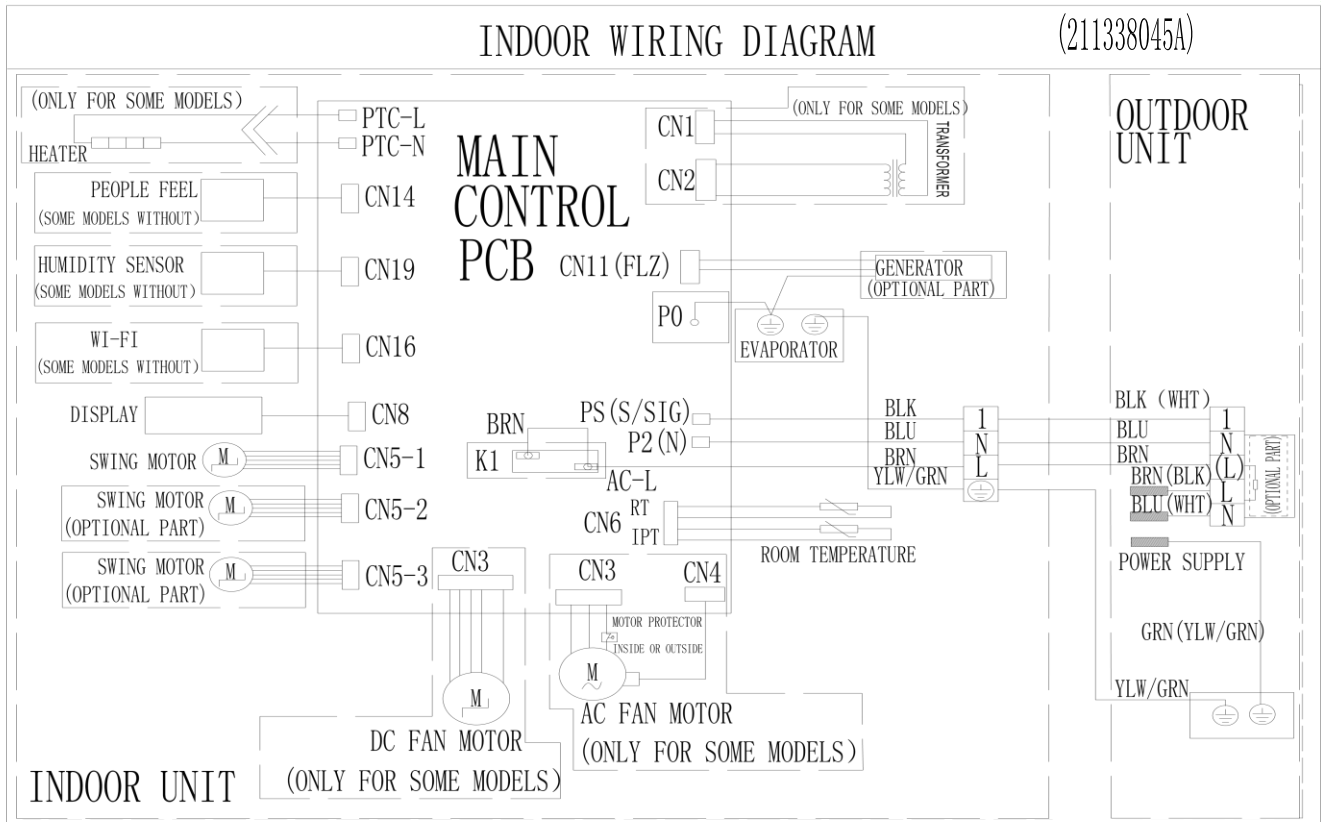 INDOOR WIRING DIAGRAM
(211338045A)
(ONLY FOR SOME MODELS)
HEATER
PTC-L
PTC-N
MAIN
CONTROL
PCB
CN1
CN2
(ONLY FOR SOME MODELS)
TRANSFORMER
OUTDOOR
UNIT
PEOPLE FEEL
(SOME MODELS WITHOUT)
CN14
HUMIDITY SENSOR
(SOME MODELS WITHOUT)
CN19
CN11(FLZ)
GENERATOR
(OPTIONAL PART)
P0
EVAPORATOR
WI-FI
(SOME MODELS WITHOUT)
CN16
DISPLAY
CN8
BRN
K1
AC-L
PS(S/SIG)
P2(N)
BLK
BLU
BRN
YLW/GRN
1
N
L
BLK (WHT)
BLU
BRN
BRN(BLK)
BLU(WHT)
1
N
(L)
L
N
(OPTIONAL PART)
SWING MOTOR
M
CN5-1
SWING MOTOR
(OPTIONAL PART)
M
CN5-2
SWING MOTOR
(OPTIONAL PART)
M
CN5-3
CN6
RT
IPT
ROOM TEMPERATURE
POWER SUPPLY
GRN(YLW/GRN)
YLW/GRN
CN3
M
DC FAN MOTOR
(ONLY FOR SOME MODELS)
CN3
CN4
MOTOR PROTECTOR
INSIDE OR OUTSIDE
M
AC FAN MOTOR
(ONLY FOR SOME MODELS)
INDOOR UNIT